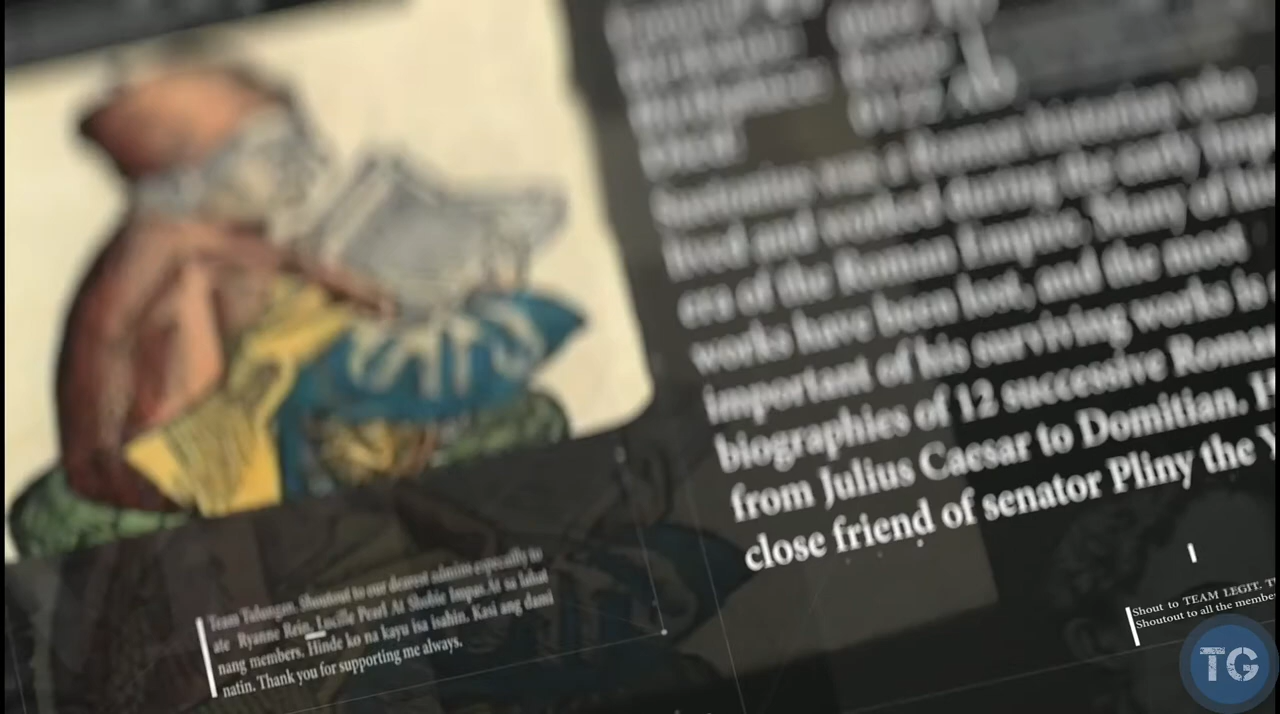 Suetonius was a Roman historian who
lived and worked during the early Imp
era of the Roman Empire. Many of his
works have been lost, and the most
important of his surviving works is
biographies of 12 successive Roma
from Julius Caesar to Domitian. H
close friend of senator Pliny the Y
Team Tabangan. Shoutout to our dearest admins especially to
ate Ryanne Rein, Lucille Pearl At Shobie Impas.At sa lahat
nang members. Hinde ko na kayu isa isahin. Kasi ang dami
natin. Thank you for supporting me always.
Shout to TEAM LEGIT. T
Shoutout to all the membe
TG